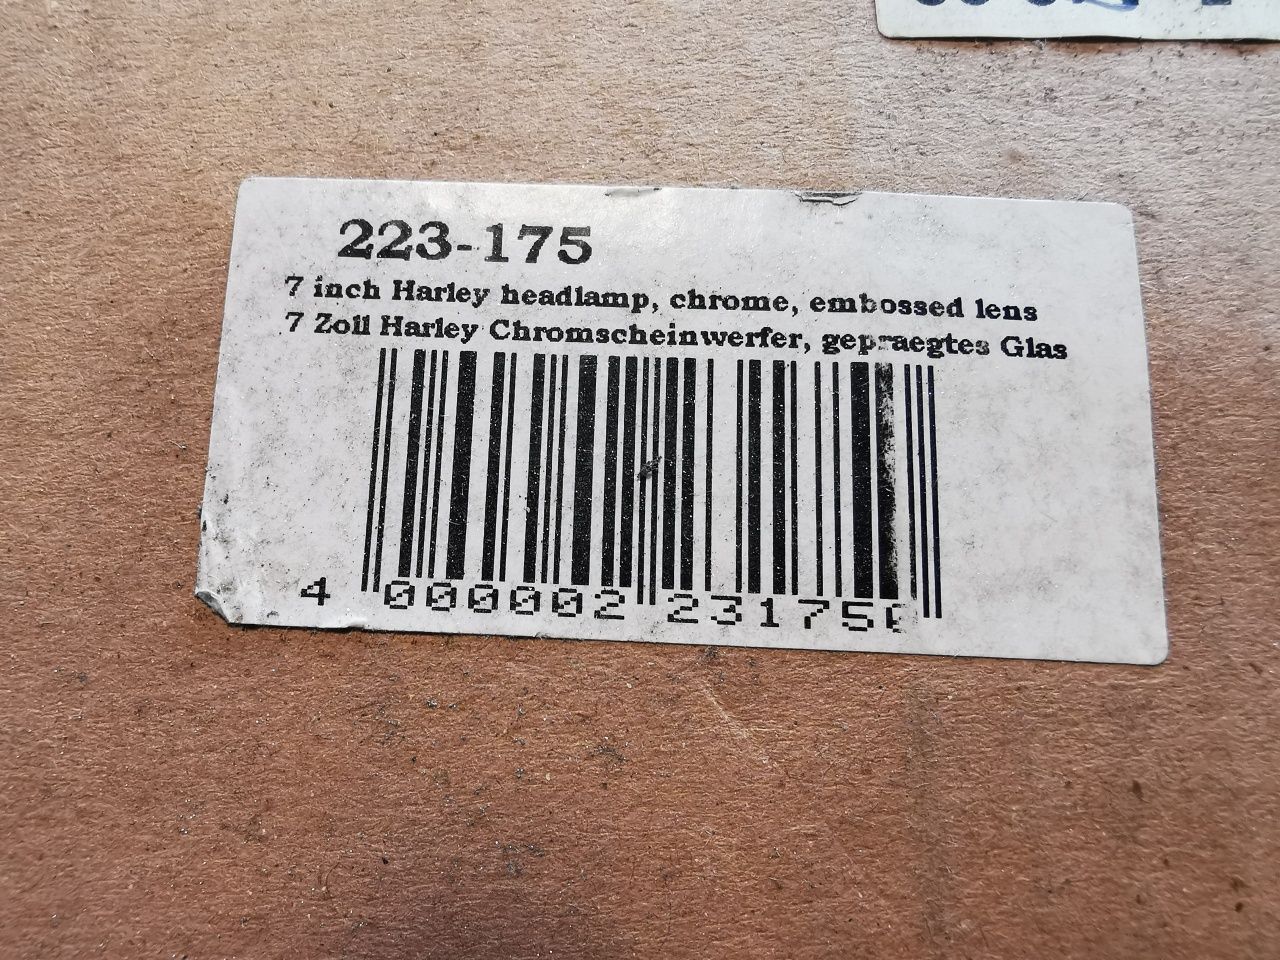 223-175
7 inch Harley headlamp, chrome, embossed lens
7 Zoll Harley Chromscheinwerfer, gepraegtes Glas
4 000002 23175